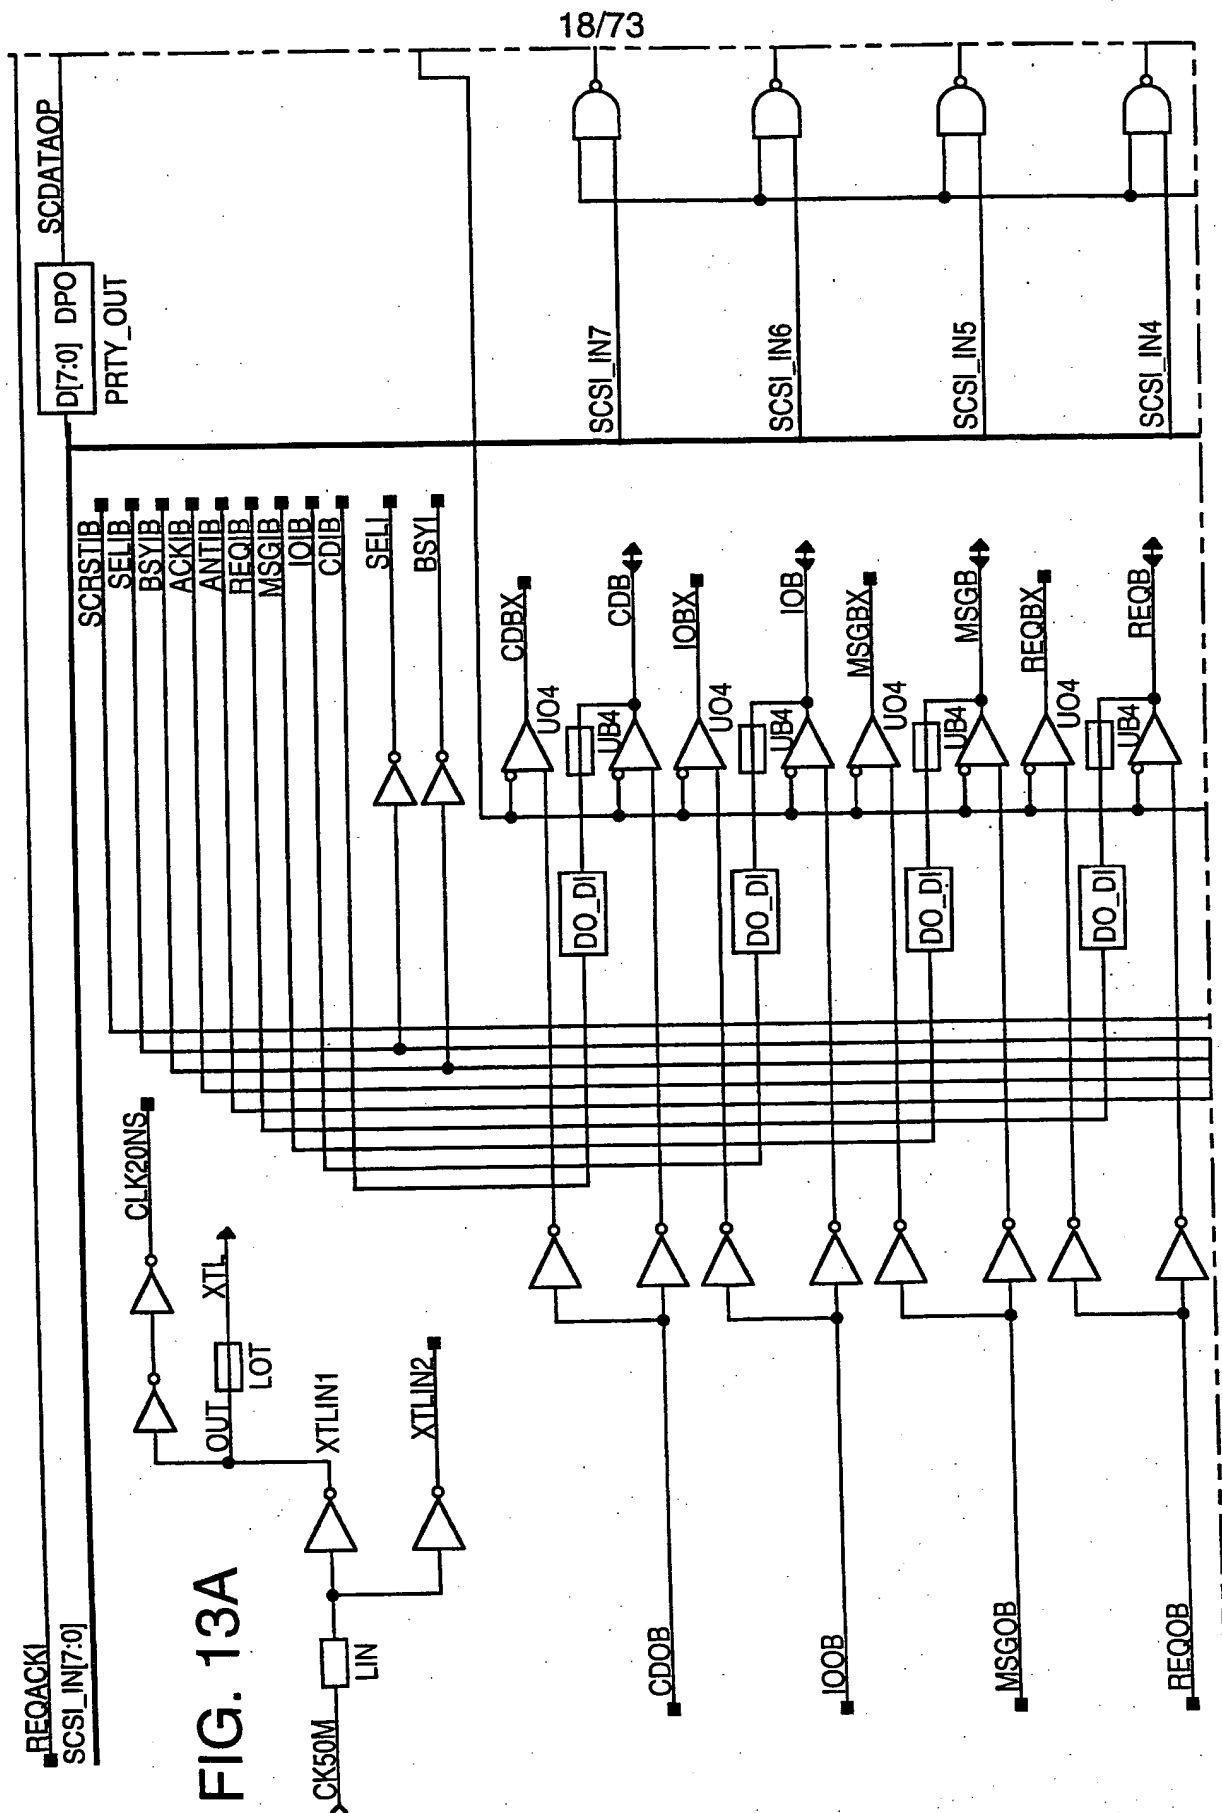 18/73
FIG. 13A
REQACKI
SCSI_IN[7:0]
D[7:0] DPO
PRTY_OUT
SCDATAOP
CK50M
LIN
XTLIN1
XTLIN2
OUT
LOT
XTL
CLK20NS
SCRSTIB
SELIB
BSYIB
ACKIB
ANTIB
REQIB
MSGIB
IOIB
CDIB
SELI
BSYI
CDOB
DO_DI
UO4
CDBX
UB4
CDB
IOOB
DO_DI
UO4
IOBX
UB4
IOB
MSGOB
DO_DI
UO4
MSGBX
UB4
MSGB
REQOB
DO_DI
UO4
REQBX
UB4
REQB
SCSI_IN7
SCSI_IN6
SCSI_IN5
SCSI_IN4